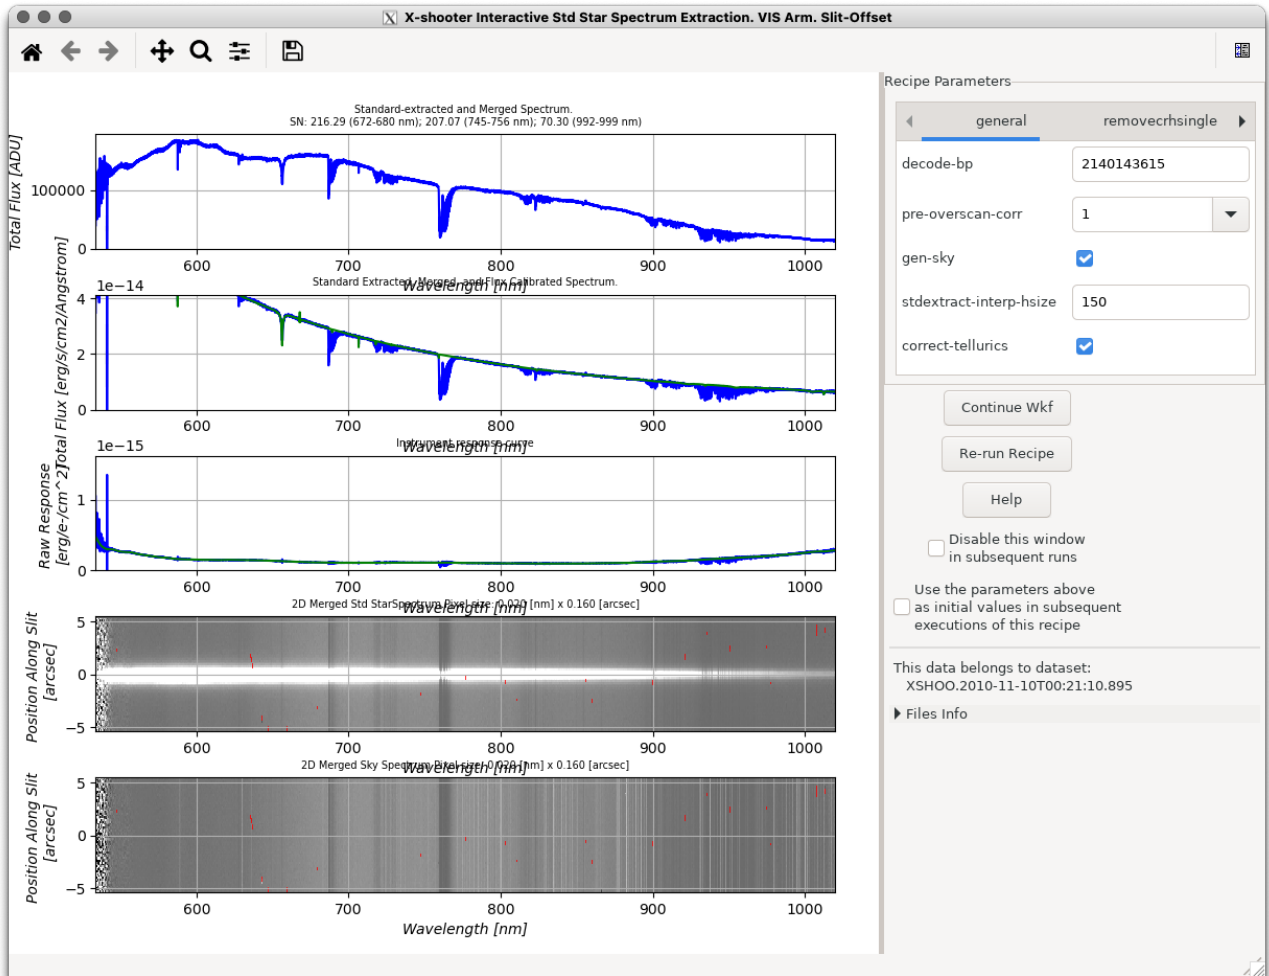 X-shooter Interactive Std Star Spectrum Extraction. VIS Arm. Slit-Offset
Standard-extracted and Merged Spectrum.
SN: 216.29 (672-680 nm); 207.07 (745-756 nm); 70.30 (992-999 nm)
Total Flux [ADU]
100000
0
600
700
800
900
1000
Wavelength [nm]
Standard Extracted, Merged, and Flux Calibrated Spectrum.
1e−14
Total Flux [erg/s/cm2/Angstrom]
4
2
0
600
700
800
900
1000
Wavelength [nm]
Instrument response curve
1e−15
Raw Response
[erg/e-/cm^2]
1
0
600
700
800
900
1000
Wavelength [nm]
2D Merged Std StarSpectrum Pixel size: 0.020 [nm] x 0.160 [arcsec]
Position Along Slit
[arcsec]
5
0
−5
600
700
800
900
1000
Wavelength [nm]
2D Merged Sky Spectrum Pixel size: 0.020 [nm] x 0.160 [arcsec]
Position Along Slit
[arcsec]
5
0
−5
600
700
800
900
1000
Wavelength [nm]
Recipe Parameters
general
removecrhsingle
decode-bp
2140143615
pre-overscan-corr
1
gen-sky
stdextract-interp-hsize
150
correct-tellurics
Continue Wkf
Re-run Recipe
Help
Disable this window
in subsequent runs
Use the parameters above
as initial values in subsequent
executions of this recipe
This data belongs to dataset:
XSHOO.2010-11-10T00:21:10.895
Files Info